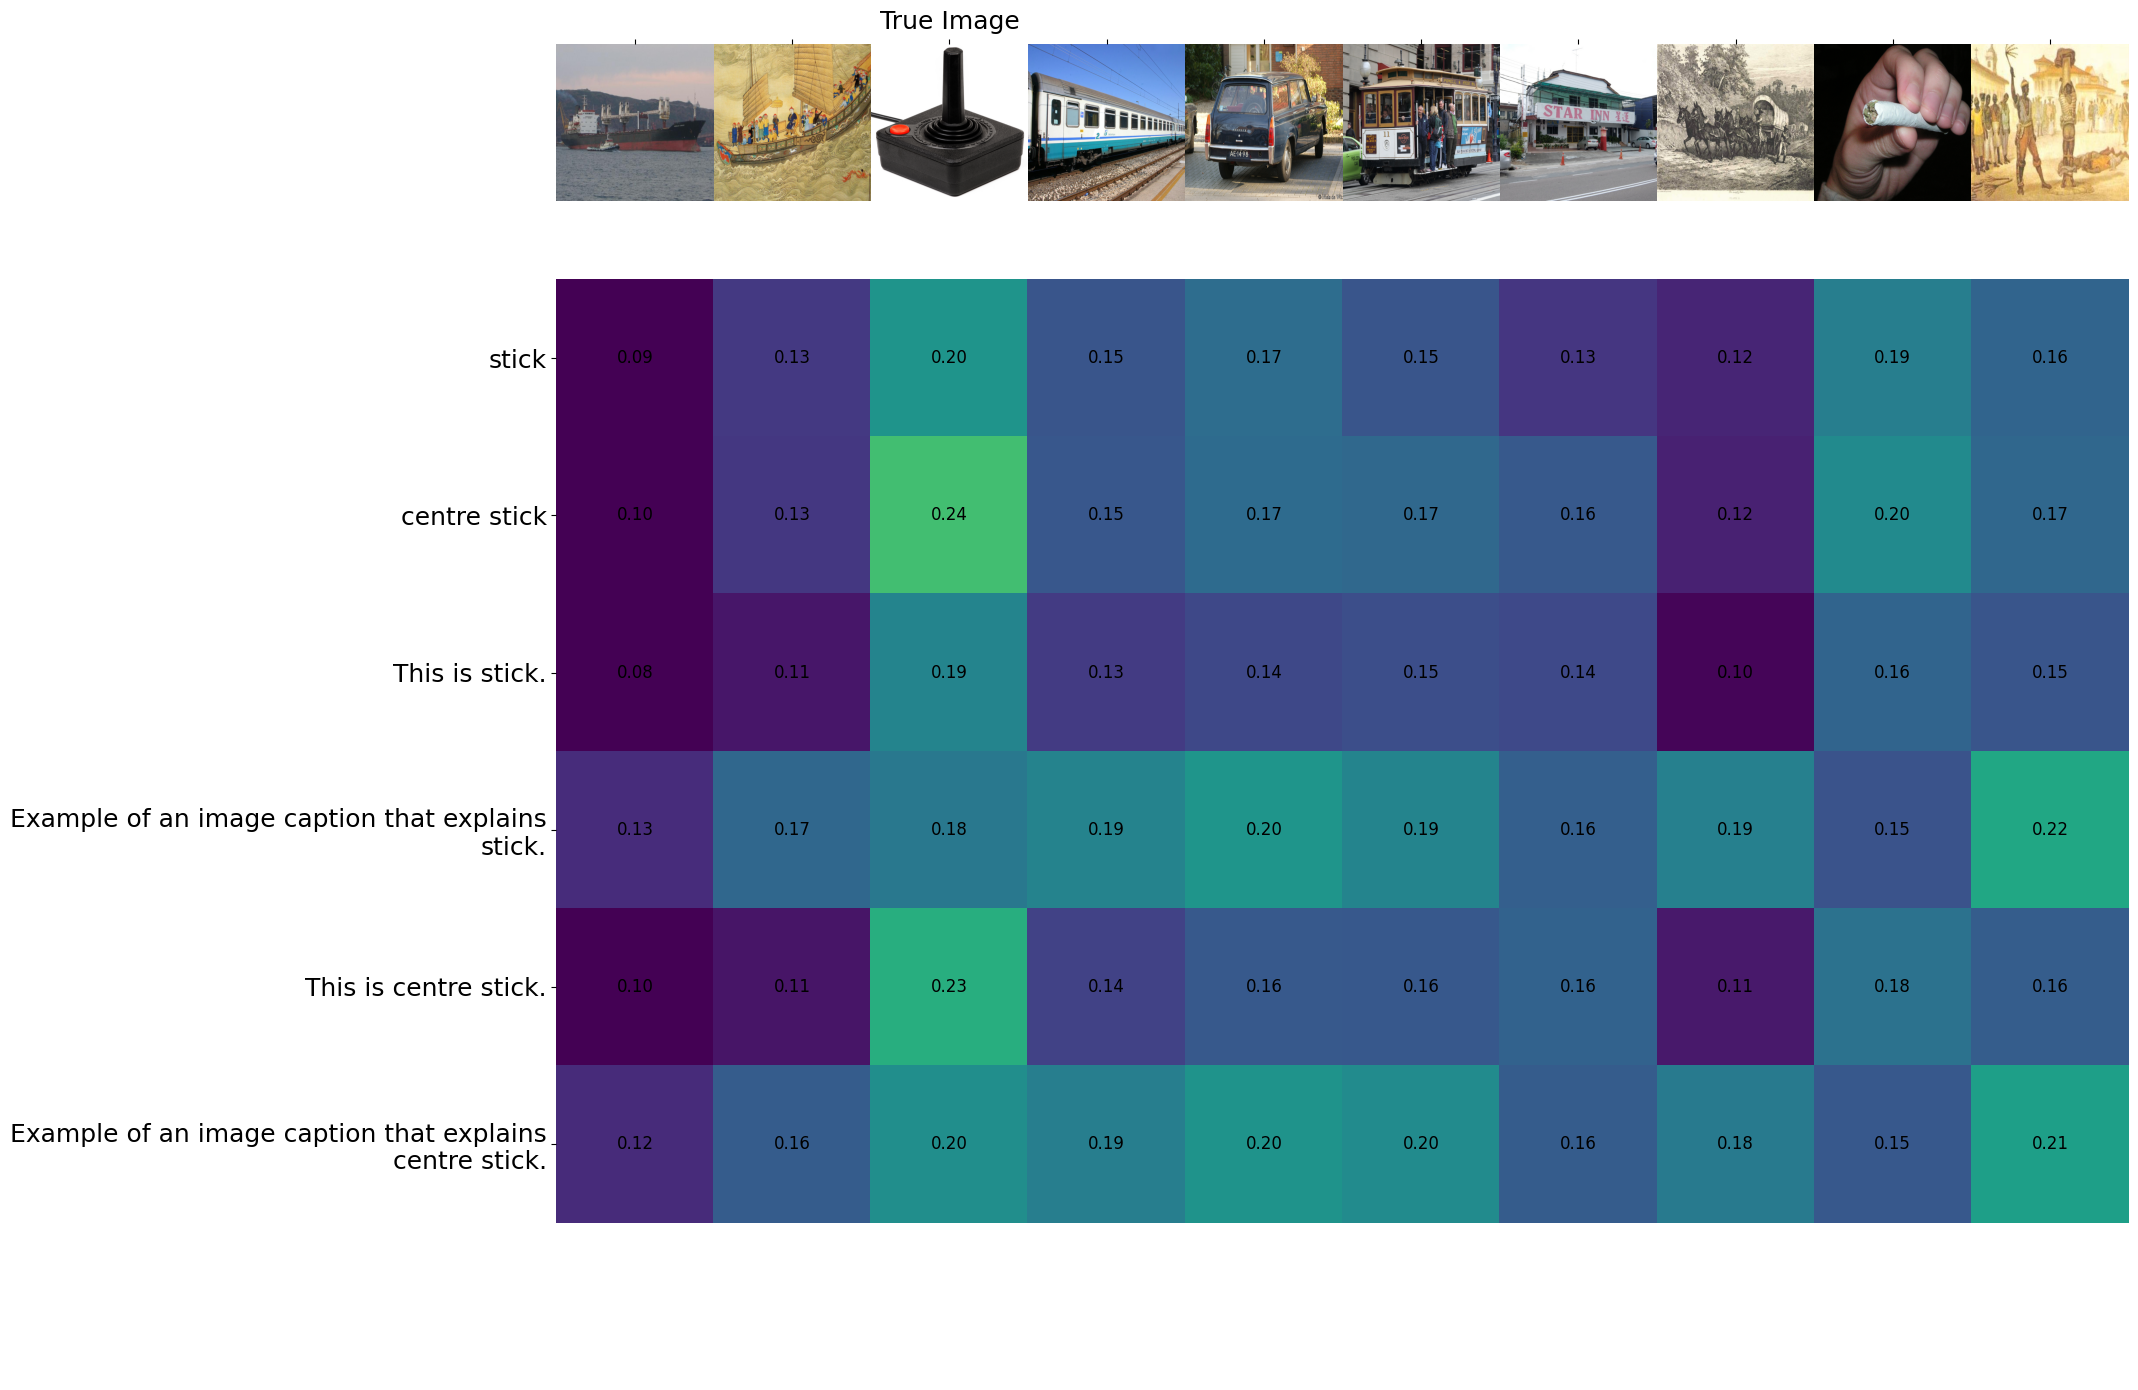 True Image
STAR INN
stick
0.09 0.13 0.20 0.15 0.17 0.15 0.13 0.12 0.19 0.16
centre stick
0.10 0.13 0.24 0.15 0.17 0.17 0.16 0.12 0.20 0.17
This is stick.
0.08 0.11 0.19 0.13 0.14 0.15 0.14 0.10 0.16 0.15
Example of an image caption that explains
stick.
0.13 0.17 0.18 0.19 0.20 0.19 0.16 0.19 0.15 0.22
This is centre stick.
0.10 0.11 0.23 0.14 0.16 0.16 0.16 0.11 0.18 0.16
Example of an image caption that explains
centre stick.
0.12 0.16 0.20 0.19 0.20 0.20 0.16 0.18 0.15 0.21